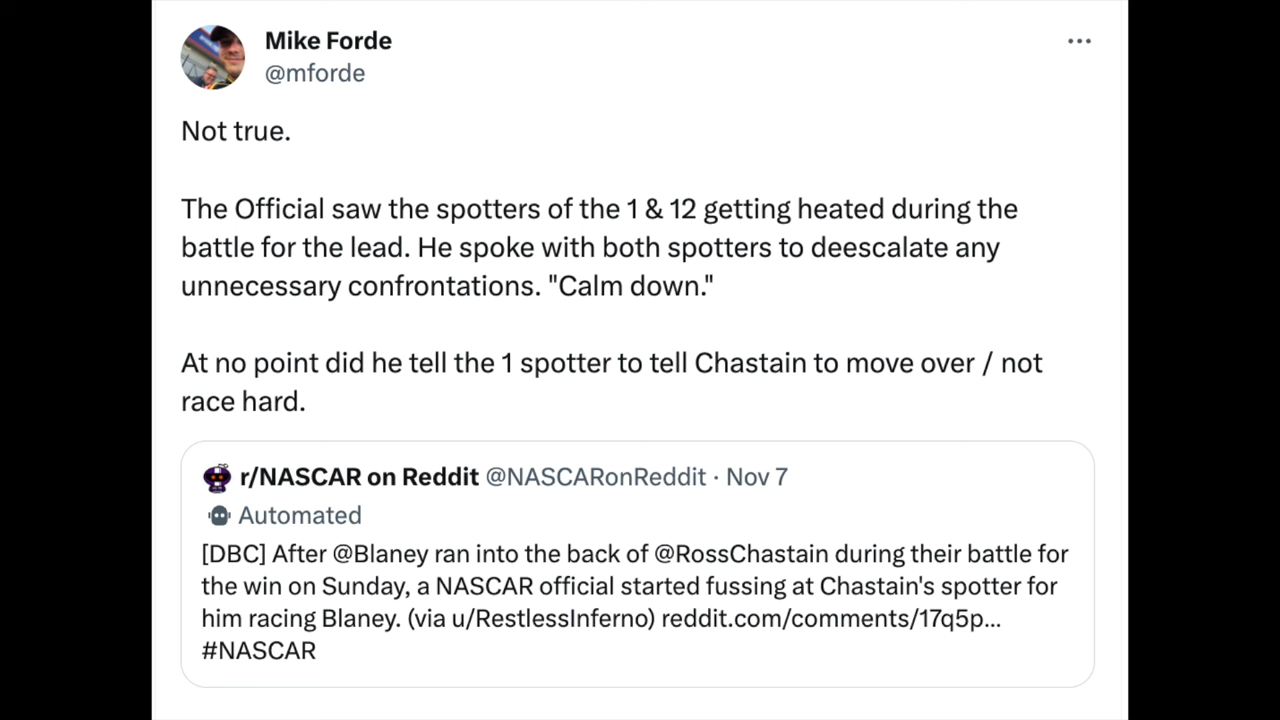 Mike Forde
@mforde
Not true.
The Official saw the spotters of the 1 & 12 getting heated during the
battle for the lead. He spoke with both spotters to deescalate any
unnecessary confrontations. "Calm down."
At no point did he tell the 1 spotter to tell Chastain to move over / not
race hard.
r/NASCAR on Reddit @NASCARonReddit · Nov 7
Automated
[DBC] After @Blaney ran into the back of @RossChastain during their battle for
the win on Sunday, a NASCAR official started fussing at Chastain's spotter for
him racing Blaney. (via u/RestlessInferno) reddit.com/comments/17q5p...
#NASCAR